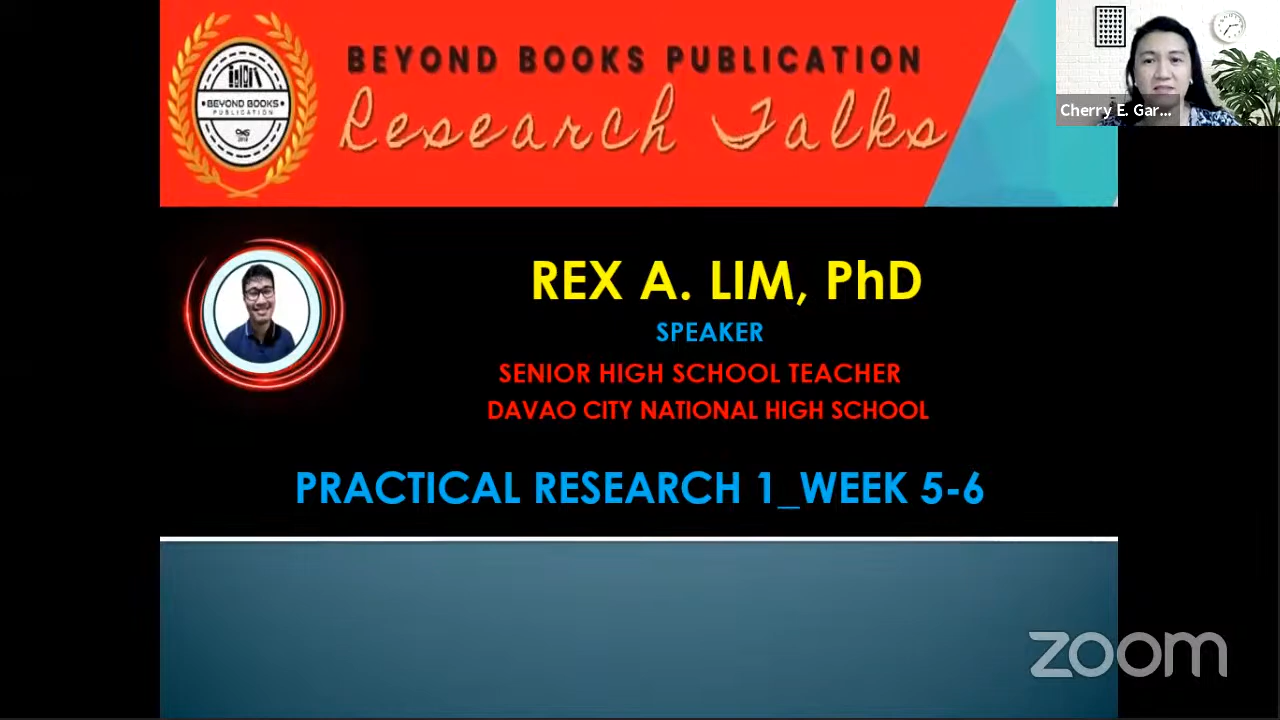 BEYOND BOOKS PUBLICATION
Research Talks
BEYOND BOOKS
PUBLICATION
Cherry E. Gar...
REX A. LIM, PhD
SPEAKER
SENIOR HIGH SCHOOL TEACHER
DAVAO CITY NATIONAL HIGH SCHOOL
PRACTICAL RESEARCH 1_WEEK 5-6
zoom